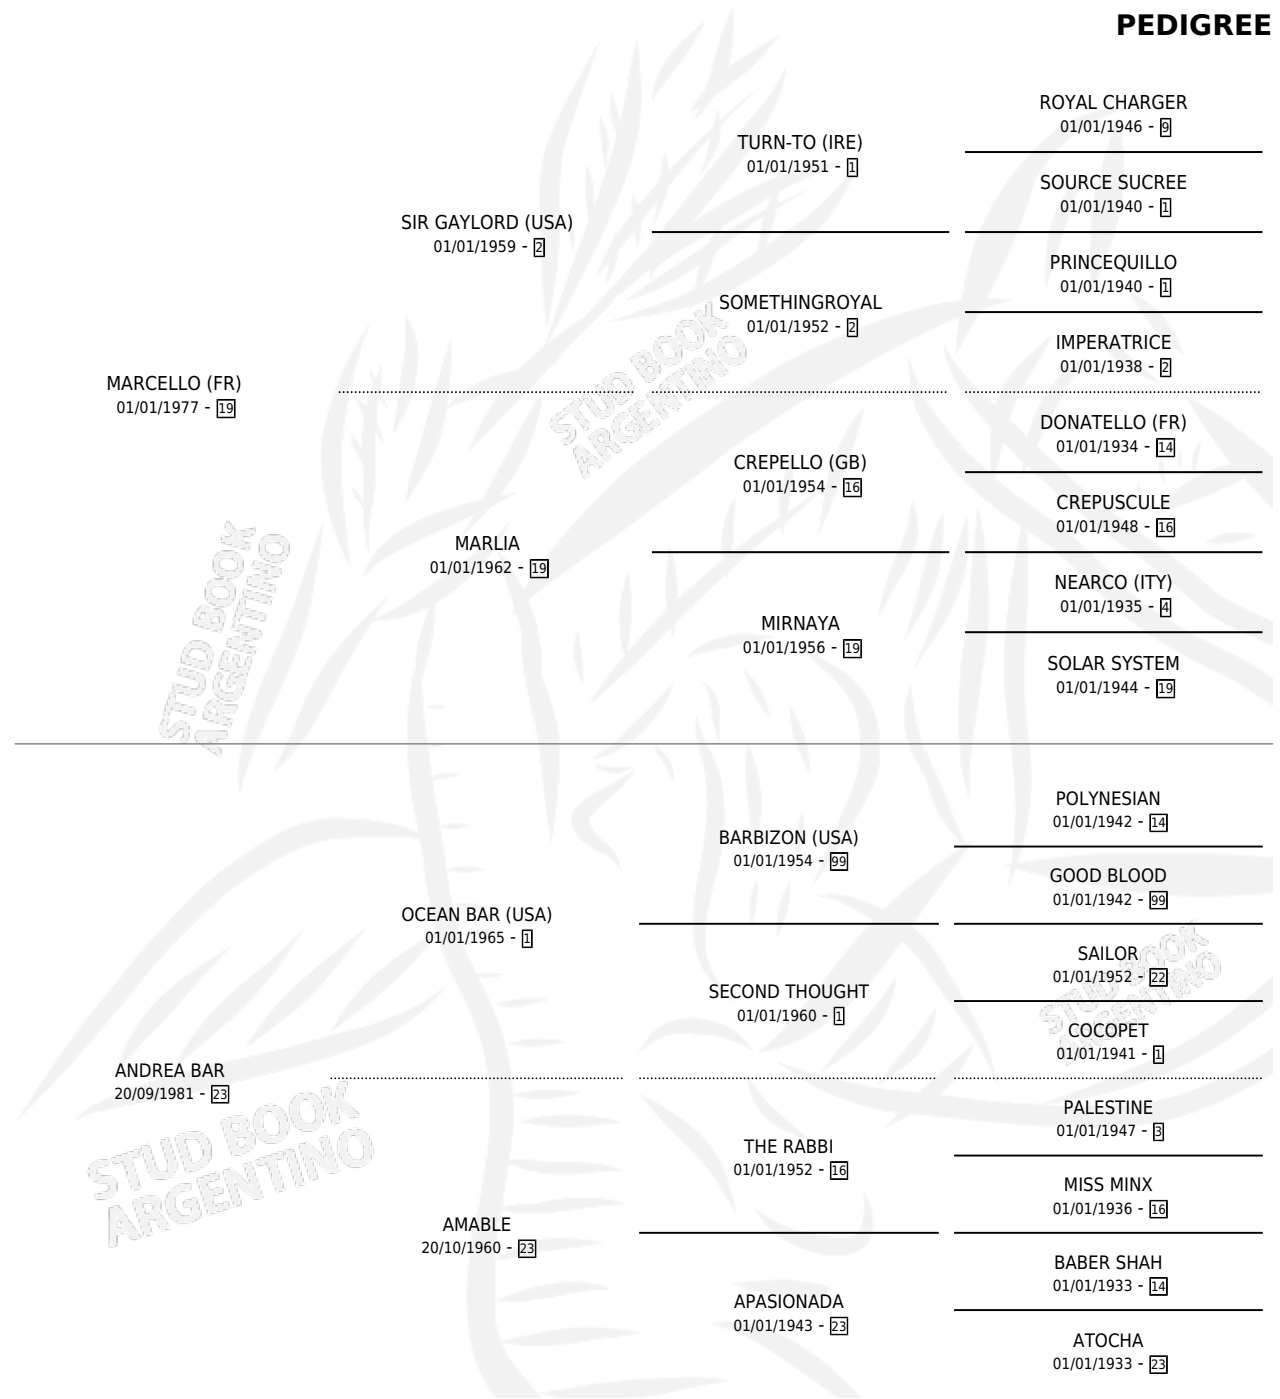 PEDIGREE
ROYAL CHARGER
01/01/1946 - 9
TURN-TO (IRE)
01/01/1951 - 1
SOURCE SUCREE
01/01/1940 - 1
SIR GAYLORD (USA)
01/01/1959 - 2
PRINCEQUILLO
01/01/1940 - 1
SOMETHINGROYAL
01/01/1952 - 2
IMPERATRICE
01/01/1938 - 2
MARCELLO (FR)
01/01/1977 - 19
DONATELLO (FR)
01/01/1934 - 14
CREPELLO (GB)
01/01/1954 - 16
CREPUSCULE
01/01/1948 - 16
MARLIA
01/01/1962 - 19
NEARCO (ITY)
01/01/1935 - 4
MIRNAYA
01/01/1956 - 19
SOLAR SYSTEM
01/01/1944 - 19
POLYNESIAN
01/01/1942 - 14
BARBIZON (USA)
01/01/1954 - 99
GOOD BLOOD
01/01/1942 - 99
OCEAN BAR (USA)
01/01/1965 - 1
SAILOR
01/01/1952 - 22
SECOND THOUGHT
01/01/1960 - 1
COCOPET
01/01/1941 - 1
ANDREA BAR
20/09/1981 - 23
PALESTINE
01/01/1947 - 3
THE RABBI
01/01/1952 - 16
MISS MINX
01/01/1936 - 16
AMABLE
20/10/1960 - 23
BABER SHAH
01/01/1933 - 14
APASIONADA
01/01/1943 - 23
ATOCHA
01/01/1933 - 23
STUD BOOK
ARGENTINO
STUD BOOK
ARGENTINO
STUD BOOK
ARGENTINO
STUD BOOK
ARGENTINO